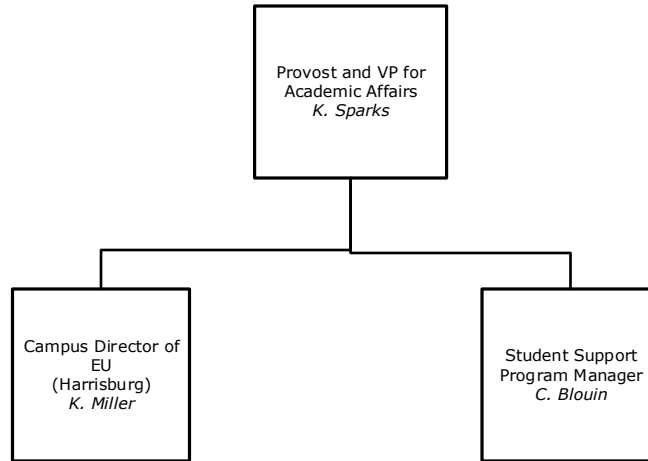 Provost and VP for
Academic Affairs
K. Sparks
Campus Director of
EU
(Harrisburg)
K. Miller
Student Support
Program Manager
C. Blouin